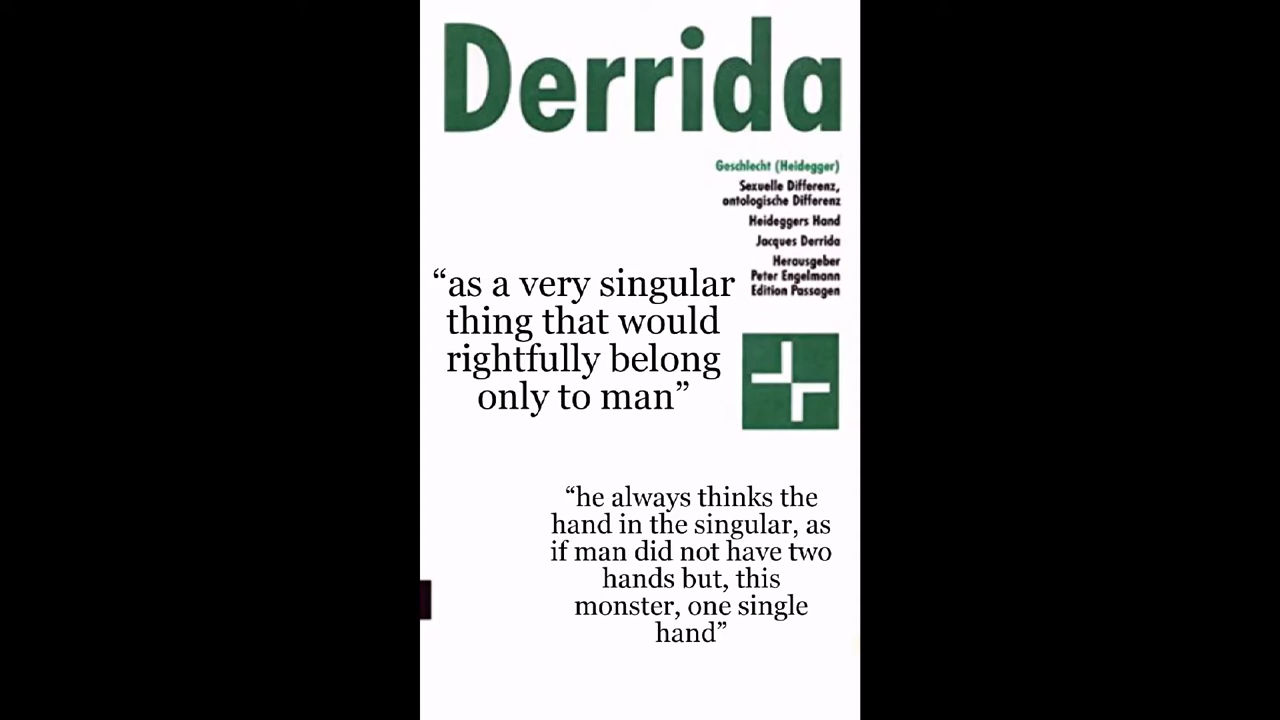 Derrida
Geschlecht (Heidegger)
Sexuelle Differenz,
ontologische Differenz
Heideggers Hand
Jacques Derrida
Herausgeber
Peter Engelmann
Edition Passagen
“as a very singular
thing that would
rightfully belong
only to man”
“he always thinks the
hand in the singular, as
if man did not have two
hands but, this
monster, one single
hand”